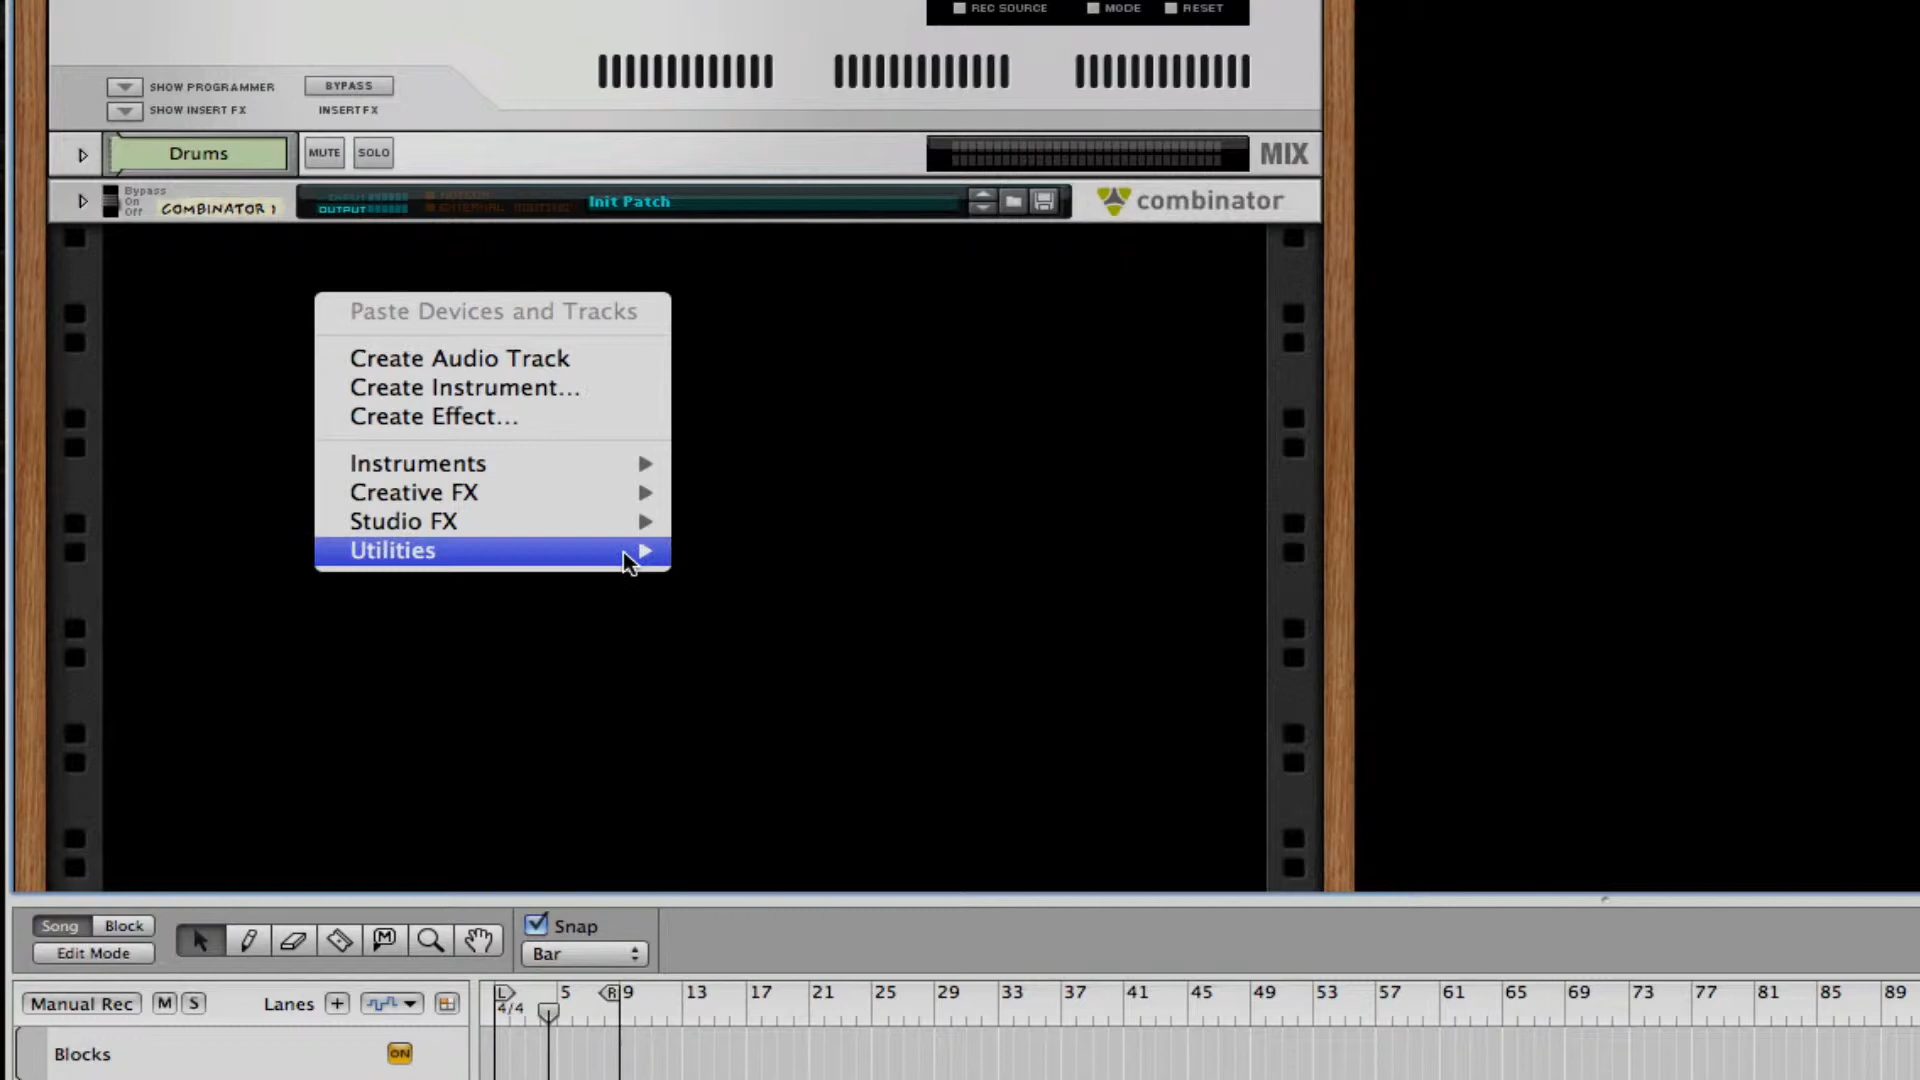 REC SOURCE MODE RESET
SHOW PROGRAMMER BYPASS
SHOW INSERT FX INSERT FX
Drums MUTE SOLO MIX
Bypass
On
Off
COMBINATOR 1
OUTPUT
Init Patch
combinator
Paste Devices and Tracks
Create Audio Track
Create Instrument...
Create Effect...
Instruments
Creative FX
Studio FX
Utilities
Song Block
Edit Mode
Snap
Bar
Manual Rec M S Lanes +
L 5 R 9 13 17 21 25 29 33 37 41 45 49 53 57 61 65 69 73 77 81 85 89
4/4
Blocks ON